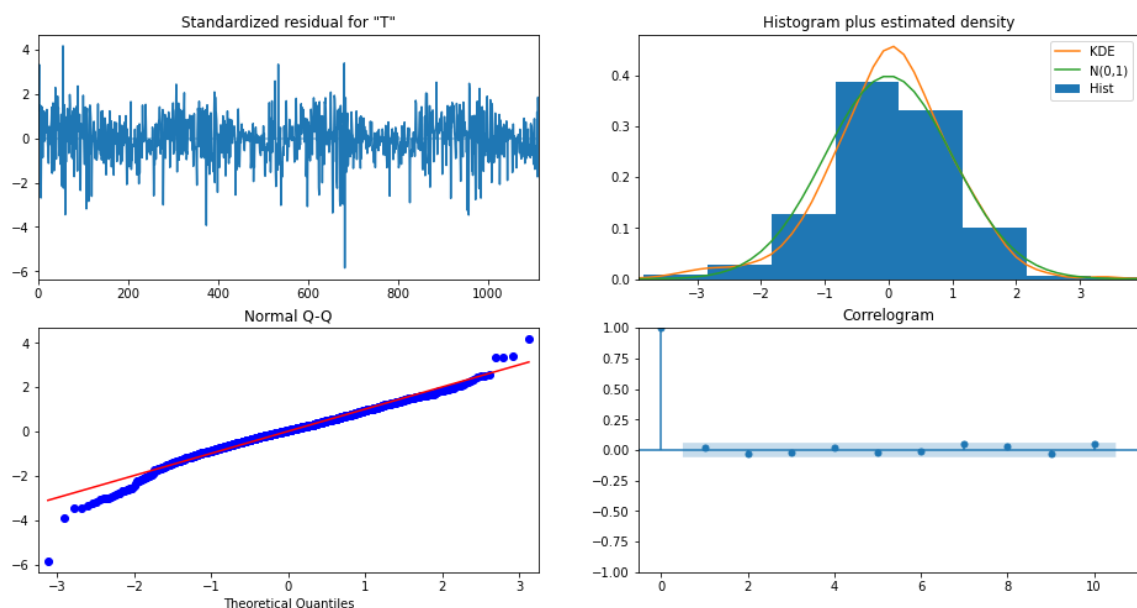 Standardized residual for "T"
4
2
0
−2
−4
−6
0 200 400 600 800 1000
Histogram plus estimated density
KDE
N(0,1)
Hist
0.4
0.3
0.2
0.1
0.0
−3 −2 −1 0 1 2 3
Normal Q-Q
4
2
0
−2
−4
−6
−3 −2 −1 0 1 2 3
Theoretical Quantiles
Correlogram
1.00
0.75
0.50
0.25
0.00
−0.25
−0.50
−0.75
−1.00
0 2 4 6 8 10